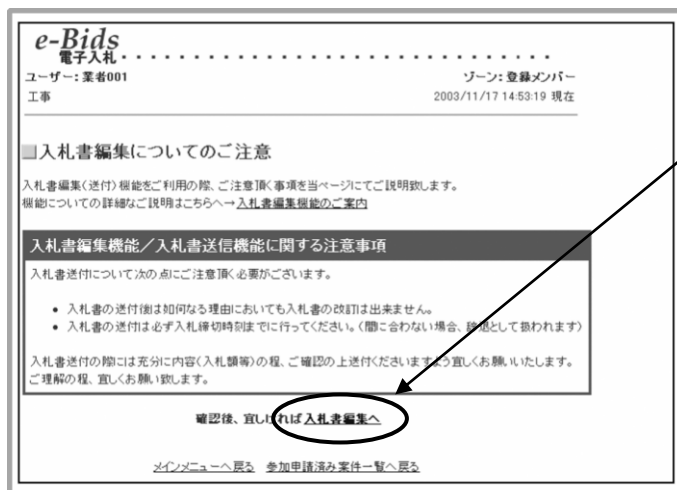 e-Bids
電子入札
ユーザー：業者001
ゾーン：登録メンバー
工事
2003/11/17 14:53:19 現在
入札書編集についてのご注意
入札書編集(送付)機能をご利用の際、ご注意頂く事項を当ページにてご説明致します。
機能についての詳細なご説明はこちらへ→入札書編集機能のご案内
入札書編集機能／入札書送信機能に関する注意事項
入札書送付について次の点にご注意頂く必要がございます。
• 入札書の送付後は如何なる理由においても入札書の改訂は出来ません。
• 入札書の送付は必ず入札締切時刻までに行ってください。(間に合わない場合、辞退として扱われます)
入札書送付の際には充分に内容(入札額等)の程、ご確認の上送付くださいますよう宜しくお願いいたします。
ご理解の程、宜しくお願い致します。
確認後、宜しければ入札書編集へ
メインメニューへ戻る 参加申請済み案件一覧へ戻る